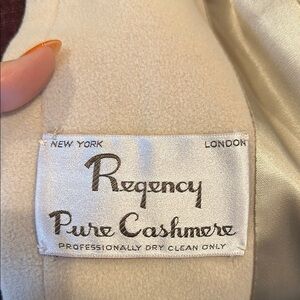 NEW YORK LONDON
Regency
Pure Cashmere
PROFESSIONALLY DRY CLEAN ONLY